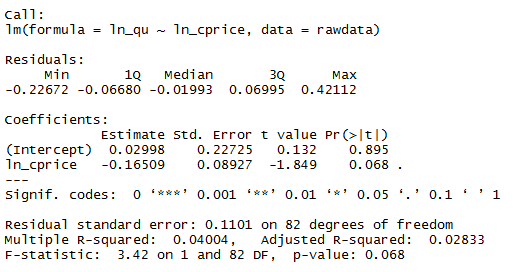 Call:
lm(formula = ln_qu ~ ln_cprice, data = rawdata)
Residuals:
Min 1Q Median 3Q Max
-0.22672 -0.06680 -0.01993 0.06995 0.42112
Coefficients:
Estimate Std. Error t value Pr(>|t|)
(Intercept) 0.02998 0.22725 0.132 0.895
ln_cprice -0.16509 0.08927 -1.849 0.068 .
---
Signif. codes: 0 ‘***’ 0.001 ‘**’ 0.01 ‘*’ 0.05 ‘.’ 0.1 ‘ ’ 1
Residual standard error: 0.1101 on 82 degrees of freedom
Multiple R-squared: 0.04004, Adjusted R-squared: 0.02833
F-statistic: 3.42 on 1 and 82 DF, p-value: 0.068